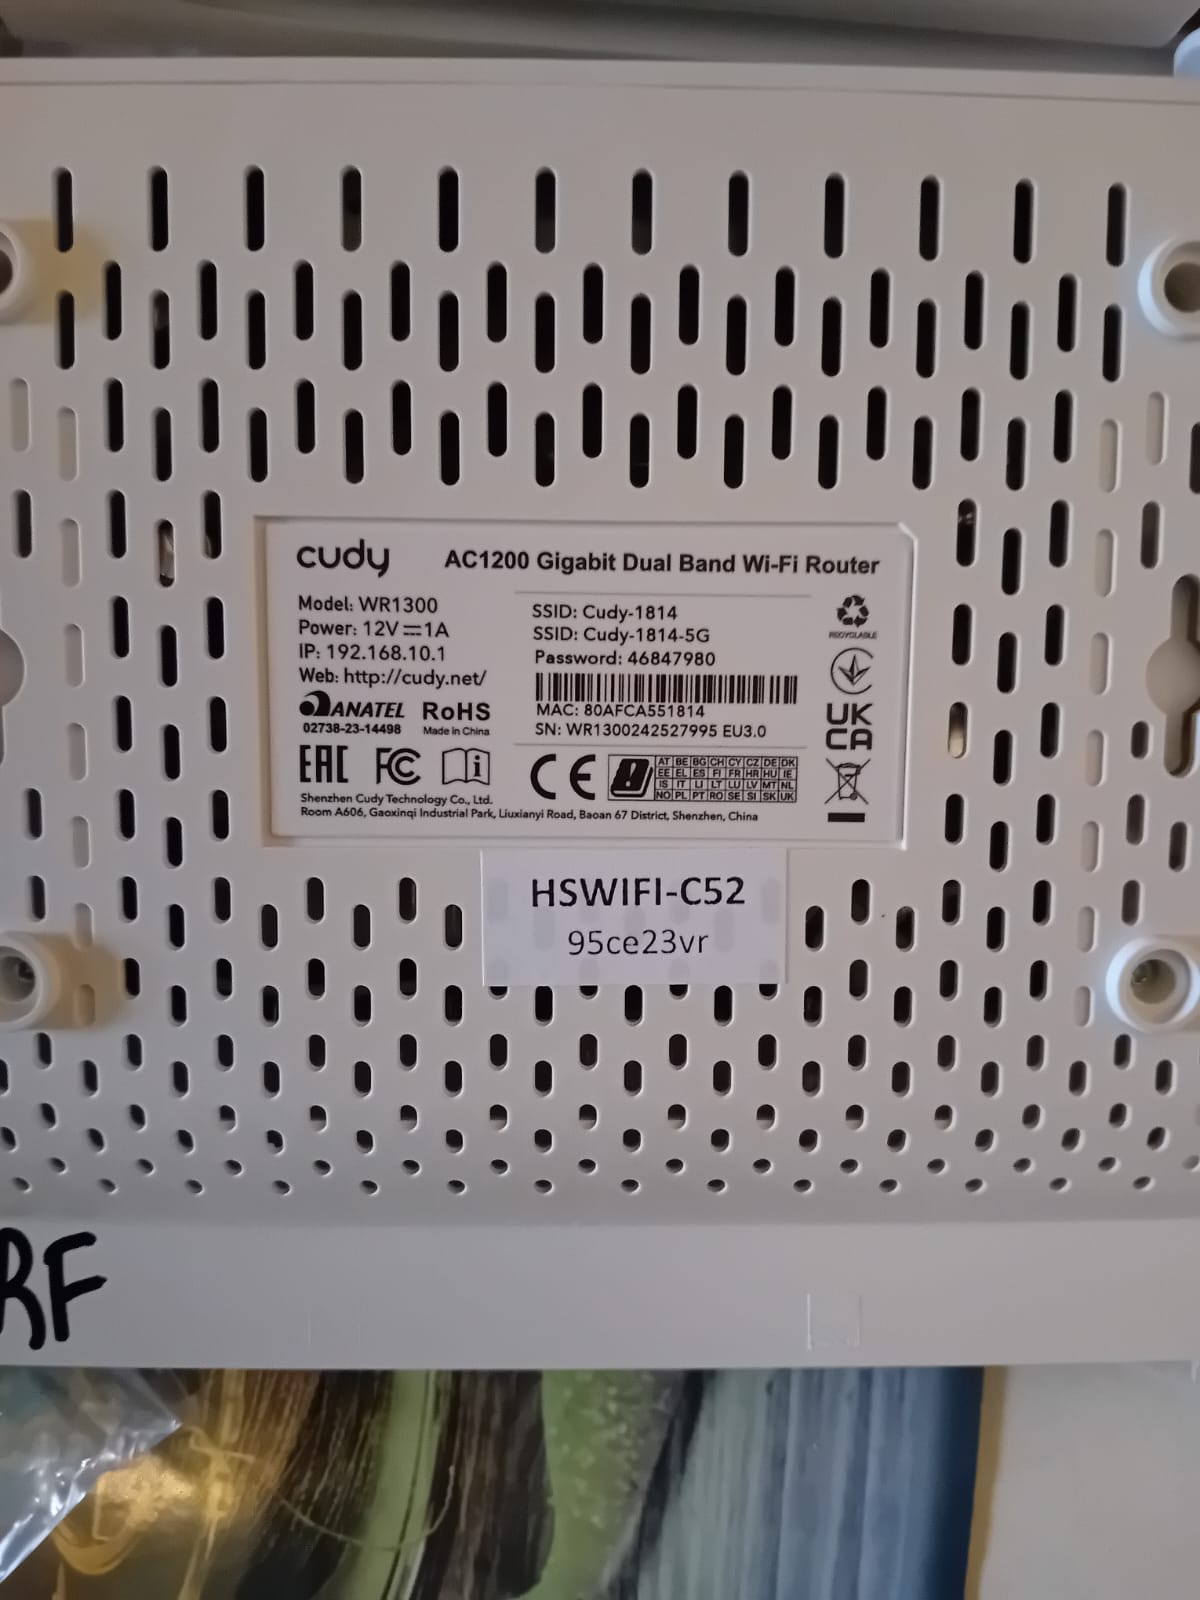 cudy AC1200 Gigabit Dual Band Wi-Fi Router
Model: WR1300
Power: 12V⎓1A
IP: 192.168.10.1
Web: http://cudy.net/
ANATEL
02738-23-14498
RoHS
Made in China
EAC FC i
Shenzhen Cudy Technology Co., Ltd.
Room A606, Gaoxinqi Industrial Park, Liuxianyi Road, Baoan 67 District, Shenzhen, China
SSID: Cudy-1814
SSID: Cudy-1814-5G
Password: 46847980
MAC: 80AFCA551814
SN: WR1300242527995 EU3.0
CE !
AT BE BG CH CY CZ DE DK
EE EL ES FI FR HR HU IE
IS IT LI LT LU LV MT NL
NO PL PT RO SE SI SK UK
RECYCLABLE
UK
CA
HSWIFI-C52
95ce23vr
RF